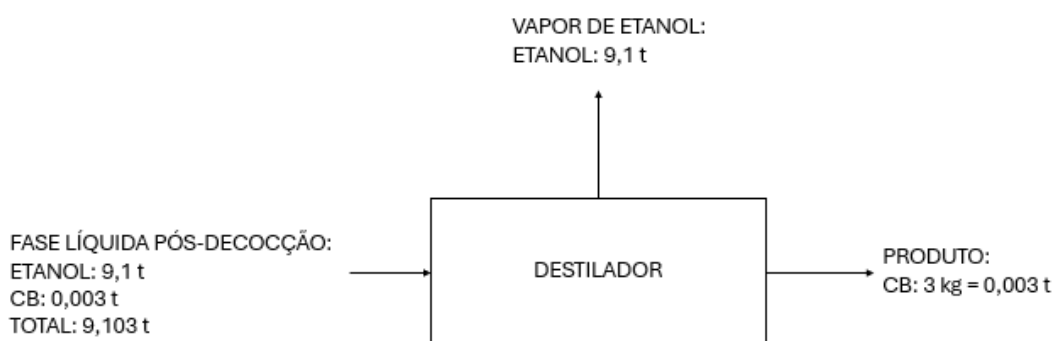 VAPOR DE ETANOL:
ETANOL: 9,1 t
FASE LÍQUIDA PÓS-DECOCÇÃO:
ETANOL: 9,1 t
CB: 0,003 t
TOTAL: 9,103 t
DESTILADOR
PRODUTO:
CB: 3 kg = 0,003 t